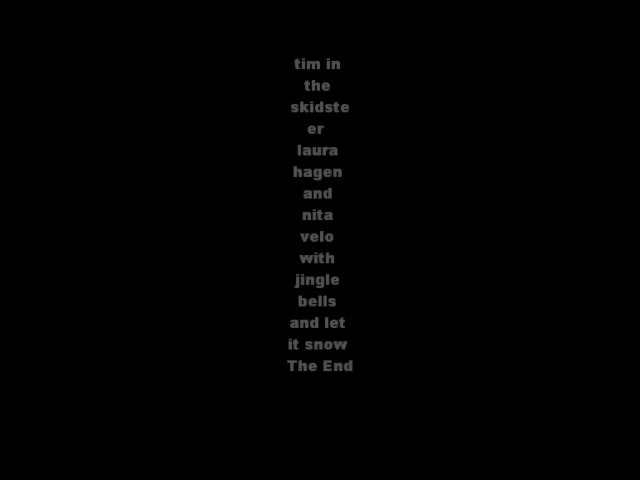 tim in
the
skidste
er
laura
hagen
and
nita
velo
with
jingle
bells
and let
it snow
The End